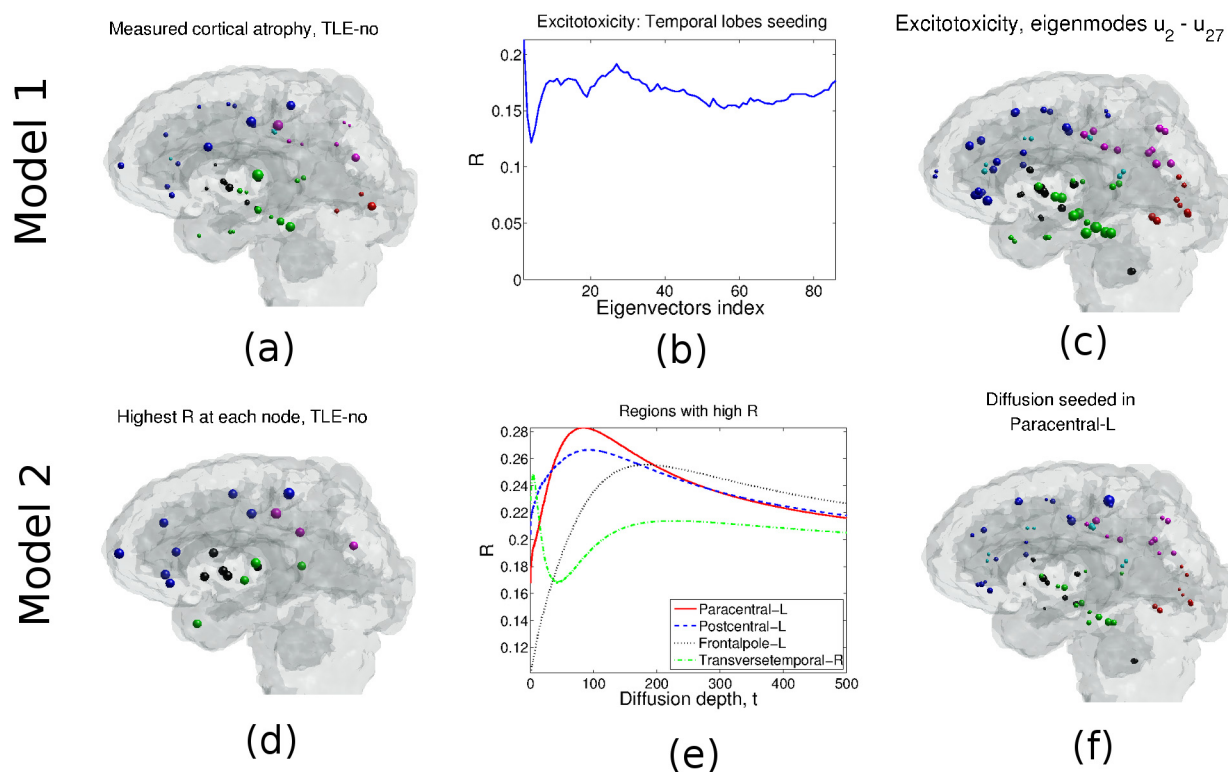 Model 1
Measured cortical atrophy, TLE-no
(a)
Excitotoxicity: Temporal lobes seeding
R
0.2
0.15
0.1
0.05
0
20 40 60 80
Eigenvectors index
(b)
Excitotoxicity, eigenmodes u2 - u27
(c)
Model 2
Highest R at each node, TLE-no
(d)
Regions with high R
R
0.28
0.26
0.24
0.22
0.2
0.18
0.16
0.14
0.12
Paracentral-L
Postcentral-L
Frontalpole-L
Transversetemporal-R
0 100 200 300 400 500
Diffusion depth, t
(e)
Diffusion seeded in
Paracentral-L
(f)